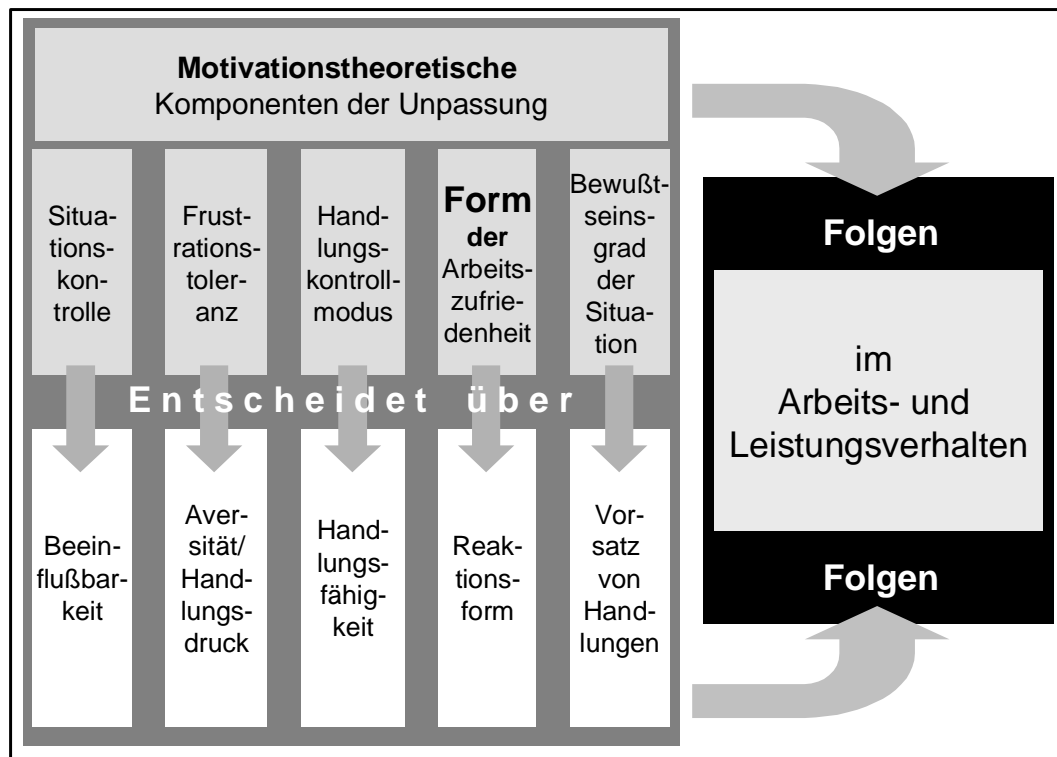 Motivationstheoretische
Komponenten der Unpassung
Situa-
tions-
kon-
trolle
Frust-
rations-
toler-
anz
Hand-
lungs-
kontroll-
modus
Form
der
Arbeits-
zufrie-
denheit
Bewußt-
seins-
grad
der
Situa-
tion
Entscheidet über
Beein-
flußbar-
keit
Aver-
sität/
Hand-
lungs-
druck
Hand-
lungs-
fähig-
keit
Reak-
tions-
form
Vor-
satz
von
Hand-
lungen
Folgen
im
Arbeits- und
Leistungsverhalten
Folgen